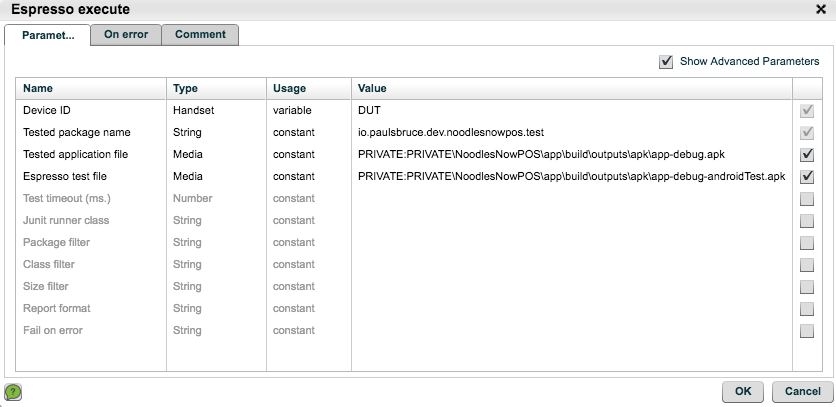 Espresso execute
Paramet... On error Comment
Show Advanced Parameters
Name Type Usage Value
Device ID Handset variable DUT
Tested package name String constant io.paulsbruce.dev.noodlesnowpos.test
Tested application file Media constant PRIVATE:PRIVATE\NoodlesNowPOS\app\build\outputs\apk\app-debug.apk
Espresso test file Media constant PRIVATE:PRIVATE\NoodlesNowPOS\app\build\outputs\apk\app-debug-androidTest.apk
Test timeout (ms.) Number constant
Junit runner class String constant
Package filter String constant
Class filter String constant
Size filter String constant
Report format String constant
Fail on error String constant
? OK Cancel